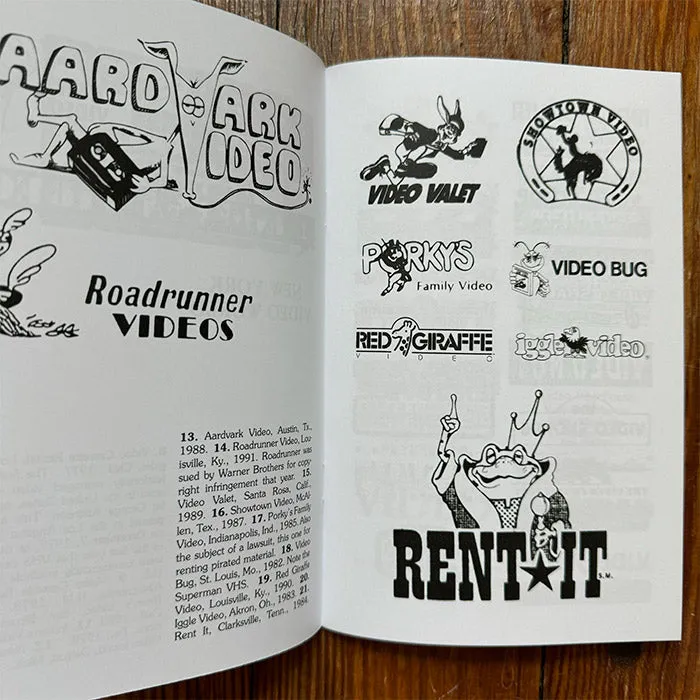 AARDVARK
VIDEO
Roadrunner
VIDEOS
13. Aardvark Video, Austin, Tx.,
1988. 14. Roadrunner Video, Lou-
isville, Ky., 1991. Roadrunner was
sued by Warner Brothers for copy-
right infringement that year. 15.
Video Valet, Santa Rosa, Calif.,
1989. 16. Showtown Video, McAl-
len, Tex., 1987. 17. Porky's Family
Video, Indianapolis, Ind., 1985. Also
the subject of a lawsuit, this one for
renting pirated material. 18. Video
Bug, St. Louis, Mo., 1982. Note the
Superman VHS. 19. Red Giraffe
Video, Louisville, Ky., 1990. 20.
Iggle Video, Akron, Oh., 1983. 21.
Rent It, Clarksville, Tenn., 1984.
VIDEO VALET
SHOWTOWN VIDEO
PORKY'S
Family Video
VIDEO BUG
RED GIRAFFE
VIDEO
iggle video
RENT IT S.M.